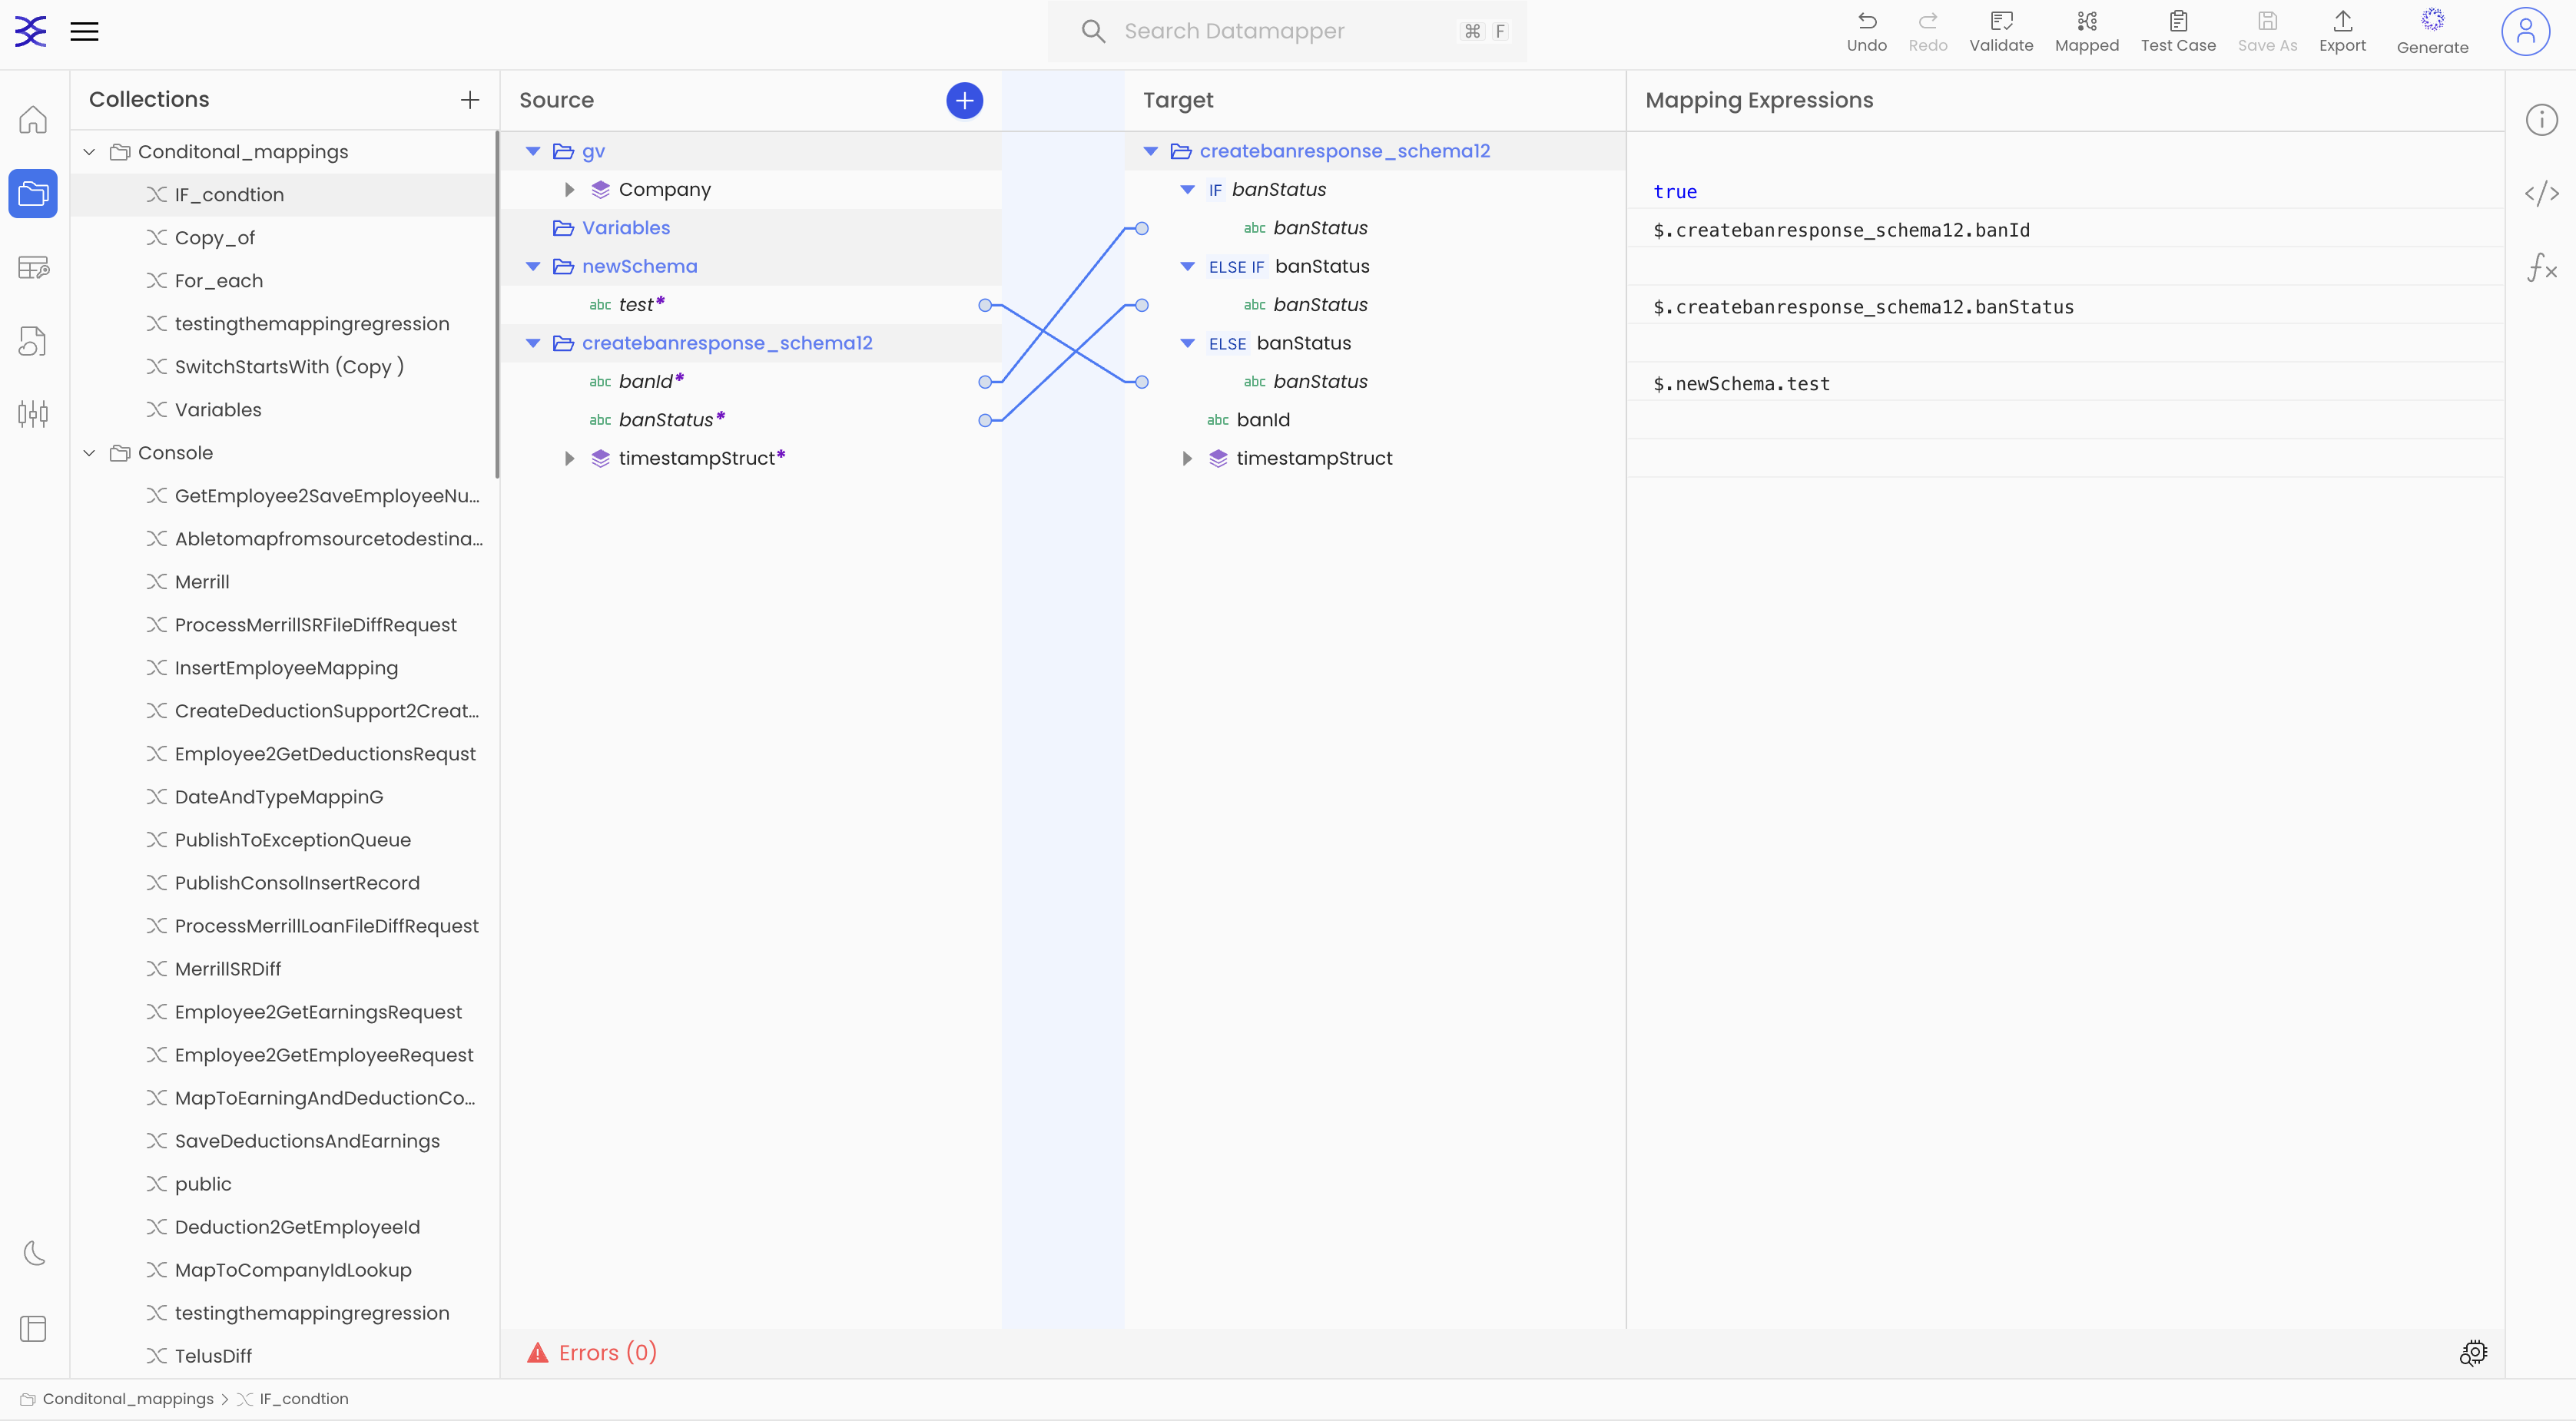 Search Datamapper ⌘ F
Undo Redo Validate Mapped Test Case Save As Export Generate
Collections
Conditonal_mappings
IF_condtion
Copy_of
For_each
testingthemappingregression
SwitchStartsWith (Copy )
Variables
Console
GetEmployee2SaveEmployeeNu...
Abletomapfromsourcetodestina...
Merrill
ProcessMerrillSRFileDiffRequest
InsertEmployeeMapping
CreateDeductionSupport2Creat...
Employee2GetDeductionsRequst
DateAndTypeMappinG
PublishToExceptionQueue
PublishConsolInsertRecord
ProcessMerrillLoanFileDiffRequest
MerrillSRDiff
Employee2GetEarningsRequest
Employee2GetEmployeeRequest
MapToEarningAndDeductionCo...
SaveDeductionsAndEarnings
public
Deduction2GetEmployeeId
MapToCompanyIdLookup
testingthemappingregression
TelusDiff
Source
gv
Company
Variables
newSchema
abc test*
createbanresponse_schema12
abc banId*
abc banStatus*
timestampStruct*
Target
createbanresponse_schema12
IF banStatus
abc banStatus
ELSE IF banStatus
abc banStatus
ELSE banStatus
abc banStatus
abc banId
timestampStruct
Mapping Expressions
true
$.createbanresponse_schema12.banId
$.createbanresponse_schema12.banStatus
$.newSchema.test
Errors (0)
Conditonal_mappings > IF_condtion